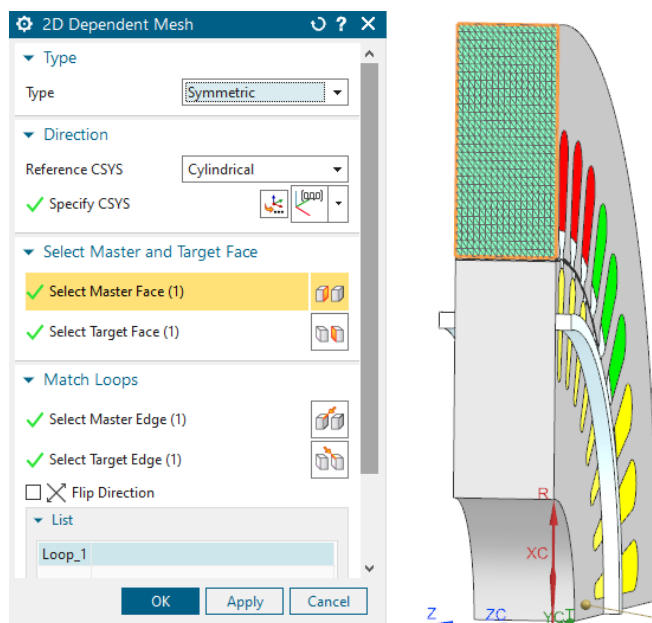 2D Dependent Mesh
Type
Type Symmetric
Direction
Reference CSYS Cylindrical
Specify CSYS
Select Master and Target Face
Select Master Face (1)
Select Target Face (1)
Match Loops
Select Master Edge (1)
Select Target Edge (1)
Flip Direction
List
Loop_1
OK Apply Cancel
R
XC
Z ZC YC T